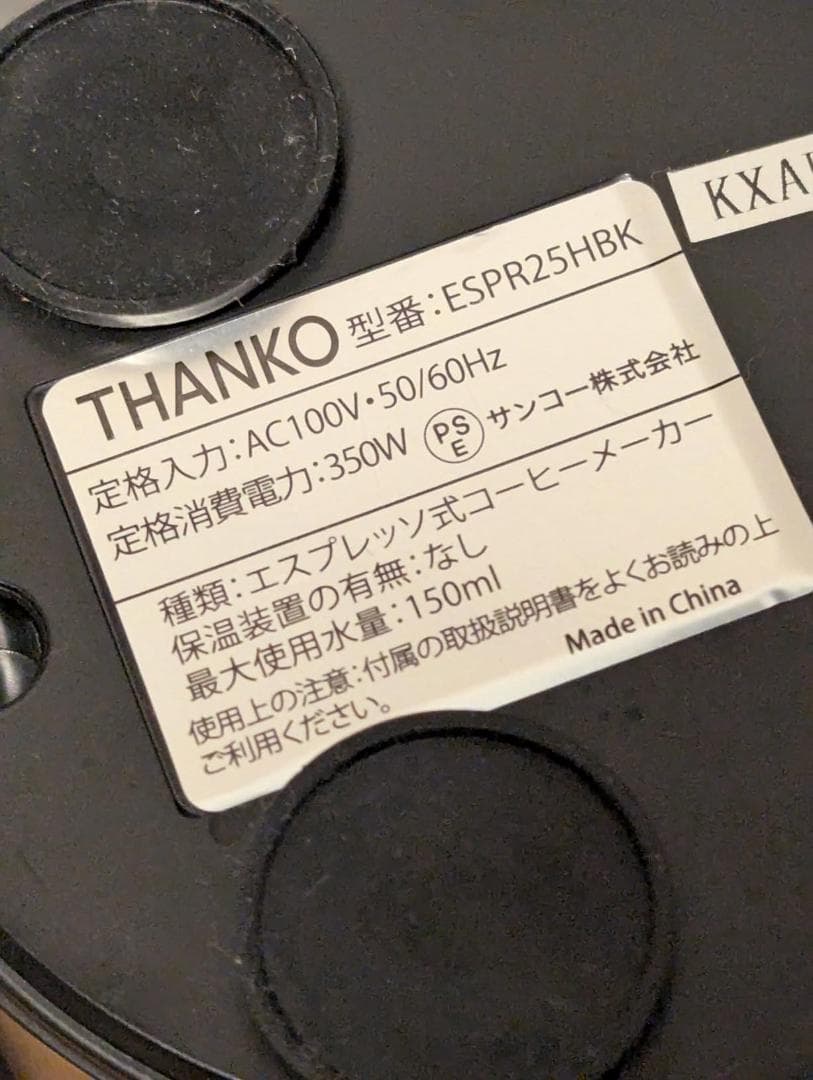 THANKO 型番：ESPR25HBK
定格入力：AC100V・50/60Hz
定格消費電力：350W PSE サンコー株式会社
種類：エスプレッソ式コーヒーメーカー
保温装置の有無：なし
最大使用水量：150ml
使用上の注意：付属の取扱説明書をよくお読みの上
ご利用ください。
Made in China